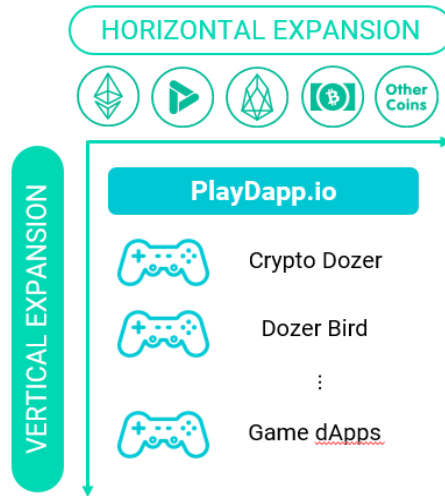 HORIZONTAL EXPANSION
Other
Coins
VERTICAL EXPANSION
PlayDapp.io
Crypto Dozer
Dozer Bird
⋮
Game dApps